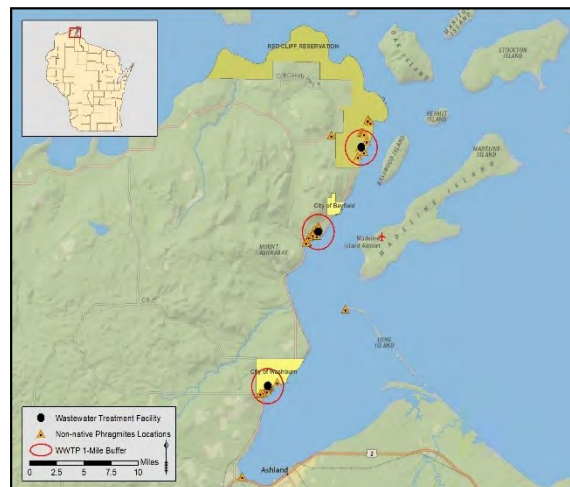 RED CLIFF RESERVATION
OAK ISLAND
STOCKTON
ISLAND
HERMIT
ISLAND
BASSWOOD ISLAND
MADELINE
ISLAND
City of Bayfield
MADELINE ISLAND
Madeline
Island Airport
MOUNT
ASHWABAY
LONG
ISLAND
City of Washburn
Wastewater Treatment Facility
Non-native Phragmites Locations
WWTP 1-Mile Buffer
Miles
0 2.5 5 7.5 10
Ashland
2